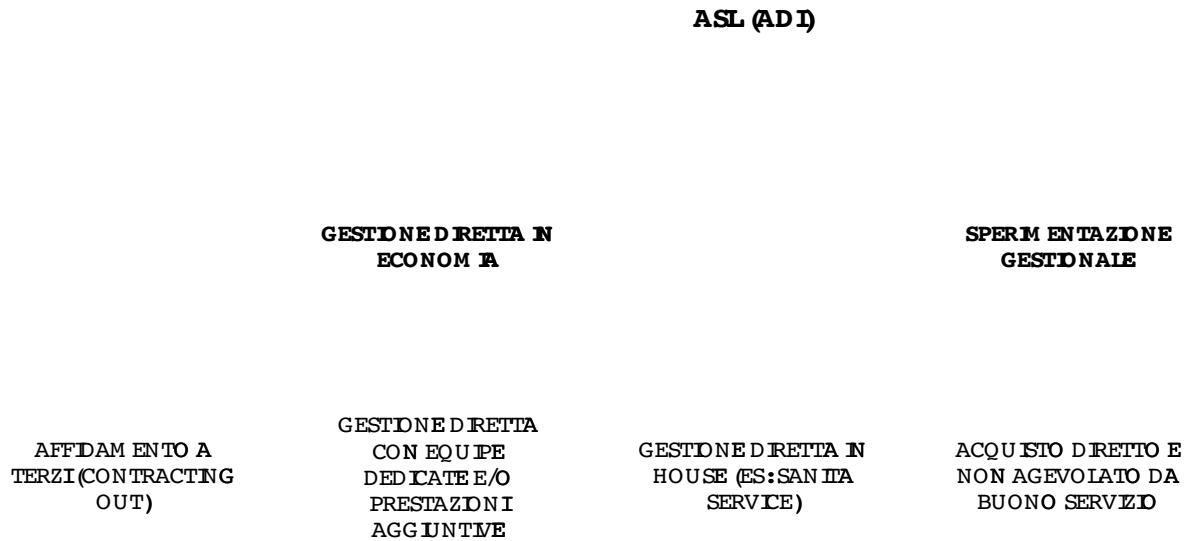 ASL (ADI)
GESTIONE DIRETTA IN
ECONOMIA
SPERIMENTAZIONE
GESTIONALE
AFFIDAMENTO A
TERZI (CONTRACTING
OUT)
GESTIONE DIRETTA
CON EQUIPE
DEDICATE E/O
PRESTAZIONI
AGGIUNTIVE
GESTIONE DIRETTA IN
HOUSE (ES: SANITA
SERVICE)
ACQUISTO DIRETTO E
NON AGEVOLATO DA
BUONO SERVIZIO